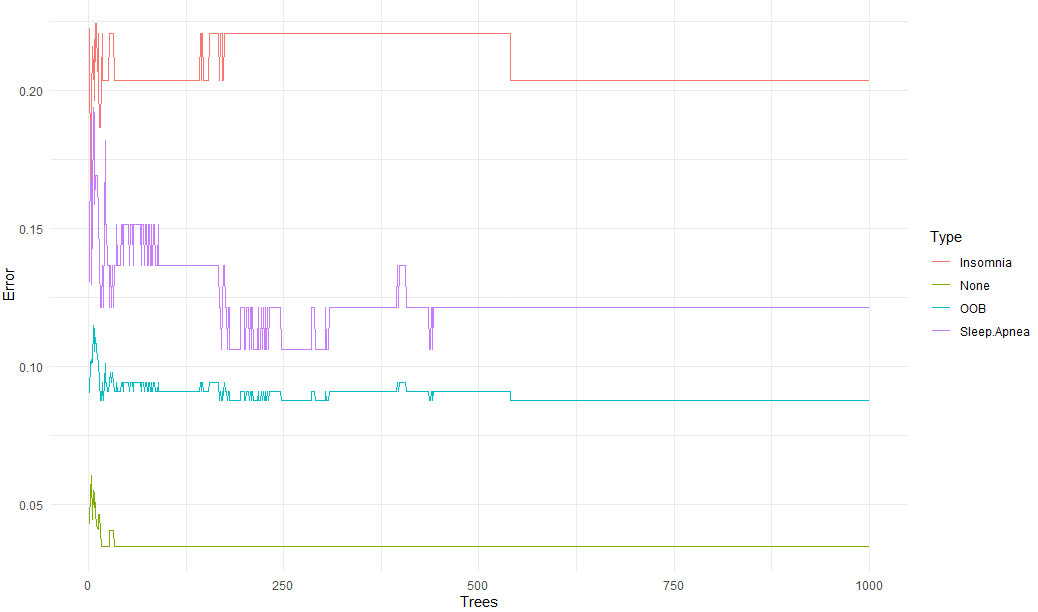 0.20
0.15
0.10
0.05
Error
0
250
500
750
1000
Trees
Type
Insomnia
None
OOB
Sleep.Apnea